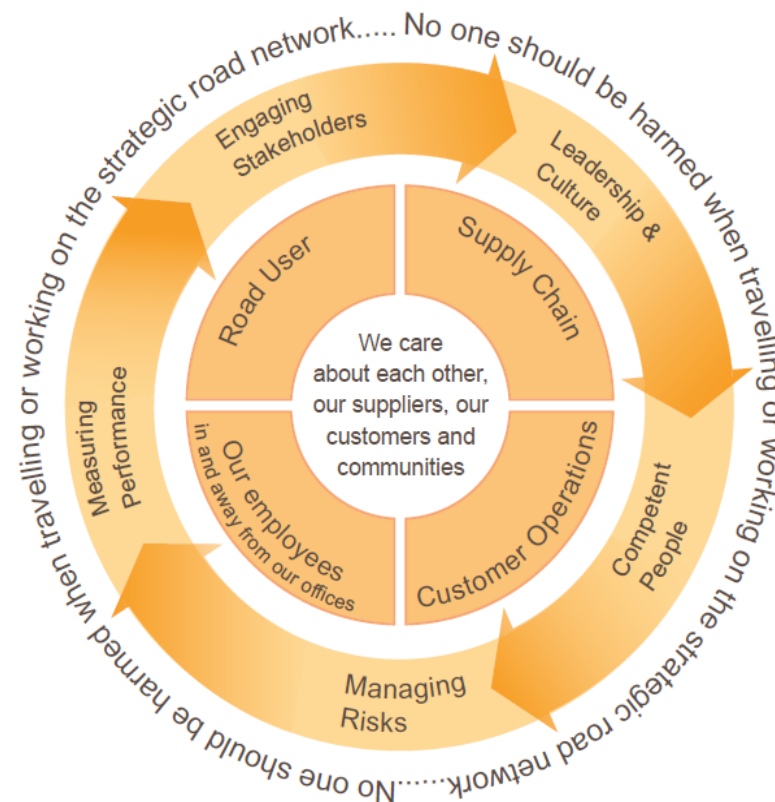 No one should be harmed when travelling or working on the strategic road network.......
No one should be harmed when travelling or working on the strategic road network.....
Engaging
Stakeholders
Leadership &
Culture
Competent
People
Managing
Risks
Measuring
Performance
Road User
Supply Chain
Customer Operations
Our employees
in and away from our offices
We care
about each other,
our suppliers, our
customers and
communities